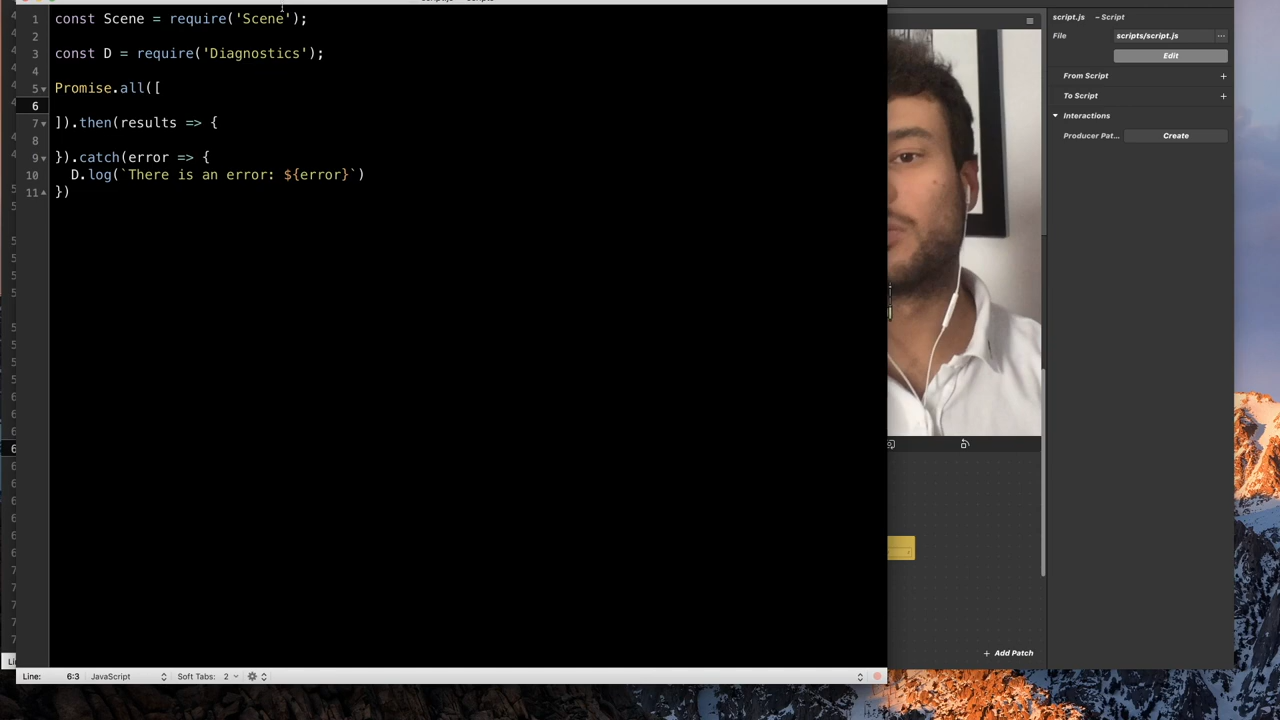 1 const Scene = require('Scene');
2
3 const D = require('Diagnostics');
4
5 Promise.all([
6
7 ]).then(results => {
8
9 }).catch(error => {
10 D.log(`There is an error: ${error}`)
11 })
Line: 6:3 JavaScript Soft Tabs: 2
script.js – Script
File scripts/script.js ...
Edit
From Script +
To Script +
Interactions
Producer Pat... Create
+ Add Patch